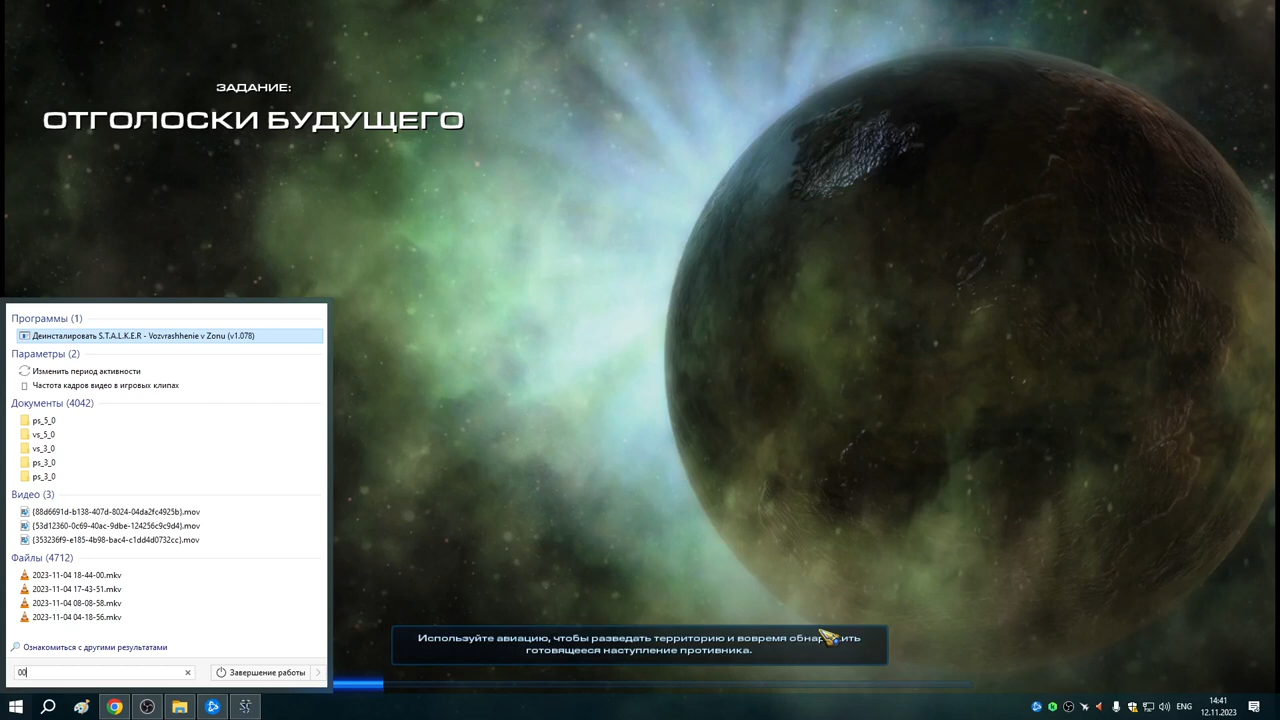 ЗАДАНИЕ:
ОТГОЛОСКИ БУДУЩЕГО
Программы (1)
Деинсталировать S.T.A.L.K.E.R - Vozvrashhenie v Zonu (v1.078)
Параметры (2)
Изменить период активности
Частота кадров видео в игровых клипах
Документы (4042)
ps_5_0
vs_5_0
vs_3_0
ps_3_0
ps_3_0
Видео (3)
{88d6691d-b138-407d-8024-04da2fc4925b}.mov
{53d12360-0c69-40ac-9dbe-124256c9c9d4}.mov
{353236f9-e185-4b98-bac4-c1dd4d0732cc}.mov
Файлы (4712)
2023-11-04 18-44-00.mkv
2023-11-04 17-43-51.mkv
2023-11-04 08-08-58.mkv
2023-11-04 04-18-56.mkv
Ознакомиться с другими результатами
00
Завершение работы
Используйте авиацию, чтобы разведать территорию и вовремя обнаружить
готовящееся наступление противника.
ENG
14:41
12.11.2023